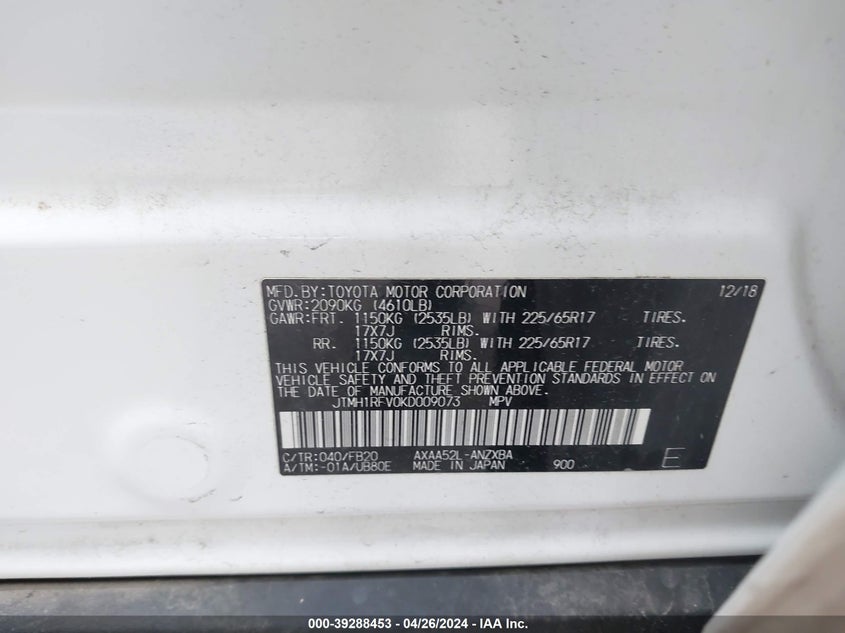 MFD.BY:TOYOTA MOTOR CORPORATION 12/18
GVWR:2090KG (4610LB)
GAWR:FRT. 1150KG (2535LB) WITH 225/65R17 TIRES.
17X7J RIMS.
RR. 1150KG (2535LB) WITH 225/65R17 TIRES.
17X7J RIMS.
THIS VEHICLE CONFORMS TO ALL APPLICABLE FEDERAL MOTOR
VEHICLE SAFETY AND THEFT PREVENTION STANDARDS IN EFFECT ON
THE DATE OF MANUFACTURE SHOWN ABOVE.
JTMH1RFV0KD009073 MPV
C/TR:040/FB20 AXAA52L-ANZXBA
A/TM:-01A/UB80E MADE IN JAPAN 900 E
000-39288453 - 04/26/2024 - IAA Inc.